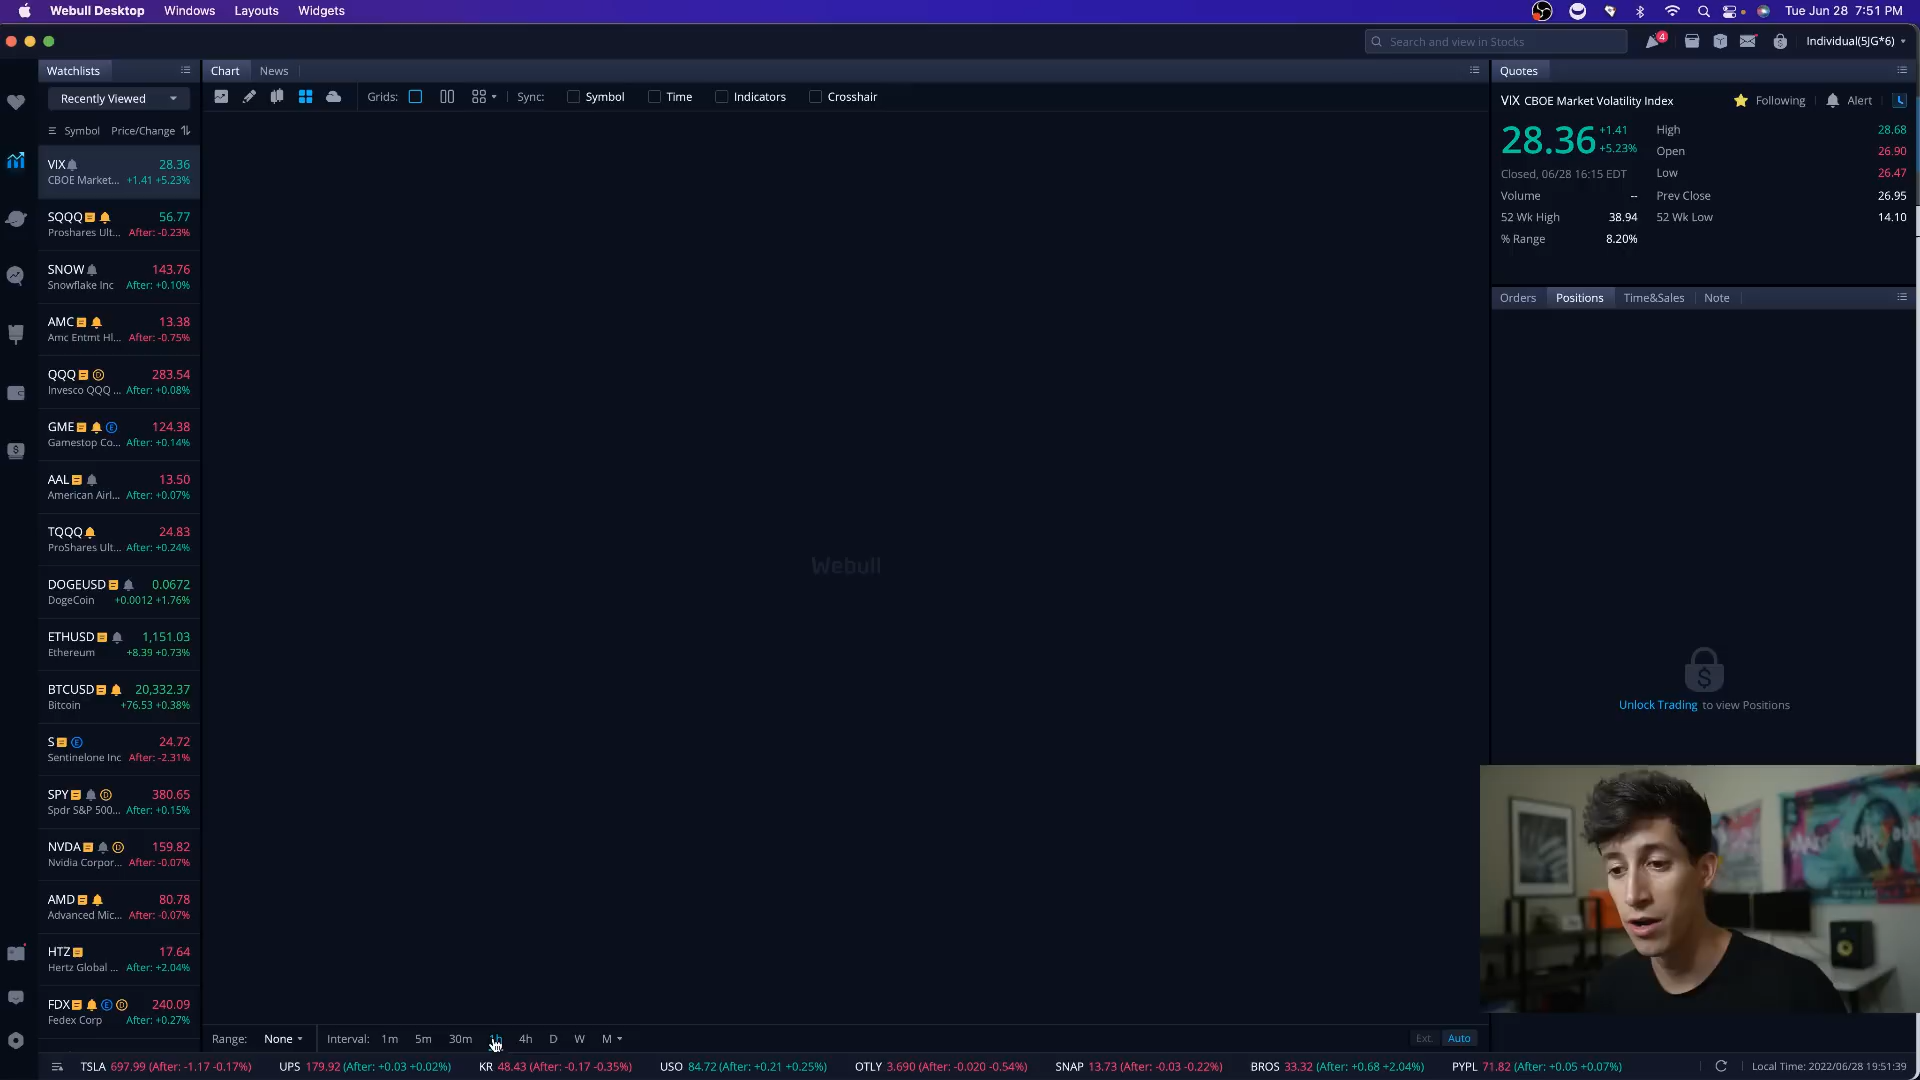 Webull Desktop Windows Layouts Widgets Tue Jun 28 7:51 PM
Search and view in Stocks 4 Individual(5JG*6)
Watchlists Chart News Quotes
Recently Viewed Grids: Sync: Symbol Time Indicators Crosshair VIX CBOE Market Volatility Index Following Alert
Symbol Price/Change
28.36 +1.41 +5.23%
High 28.68
Open 26.90
Closed, 06/28 16:15 EDT Low 26.47
Volume -- Prev Close 26.95
52 Wk High 38.94 52 Wk Low 14.10
% Range 8.20%
Orders Positions Time&Sales Note
Unlock Trading to view Positions
VIX 28.36
CBOE Market... +1.41 +5.23%
SQQQ 56.77
Proshares Ult... After: -0.23%
SNOW 143.76
Snowflake Inc After: +0.10%
AMC 13.38
Amc Entmt Hl... After: -0.75%
QQQ D 283.54
Invesco QQQ ... After: +0.08%
GME E 124.38
Gamestop Co... After: +0.14%
AAL 13.50
American Airl... After: +0.07%
TQQQ 24.83
ProShares Ult... After: +0.24%
DOGEUSD 0.0672
DogeCoin +0.0012 +1.76%
ETHUSD 1,151.03
Ethereum +8.39 +0.73%
BTCUSD 20,332.37
Bitcoin +76.53 +0.38%
S E 24.72
Sentinelone Inc After: -2.31%
SPY D 380.65
Spdr S&P 500... After: +0.15%
NVDA D 159.82
Nvidia Corpor... After: -0.07%
AMD 80.78
Advanced Mic... After: -0.07%
HTZ 17.64
Hertz Global ... After: +2.04%
FDX E D 240.09
Fedex Corp After: +0.27%
Webull
Range: None Interval: 1m 5m 30m 1h 4h D W M Ext. Auto
TSLA 697.99 (After: -1.17 -0.17%) UPS 179.92 (After: +0.03 +0.02%) KR 48.43 (After: -0.17 -0.35%) USO 84.72 (After: +0.21 +0.25%) OTLY 3.690 (After: -0.020 -0.54%) SNAP 13.73 (After: -0.03 -0.22%) BROS 33.32 (After: +0.68 +2.04%) PYPL 71.82 (After: +0.05 +0.07%) Local Time: 2022/06/28 19:51:39